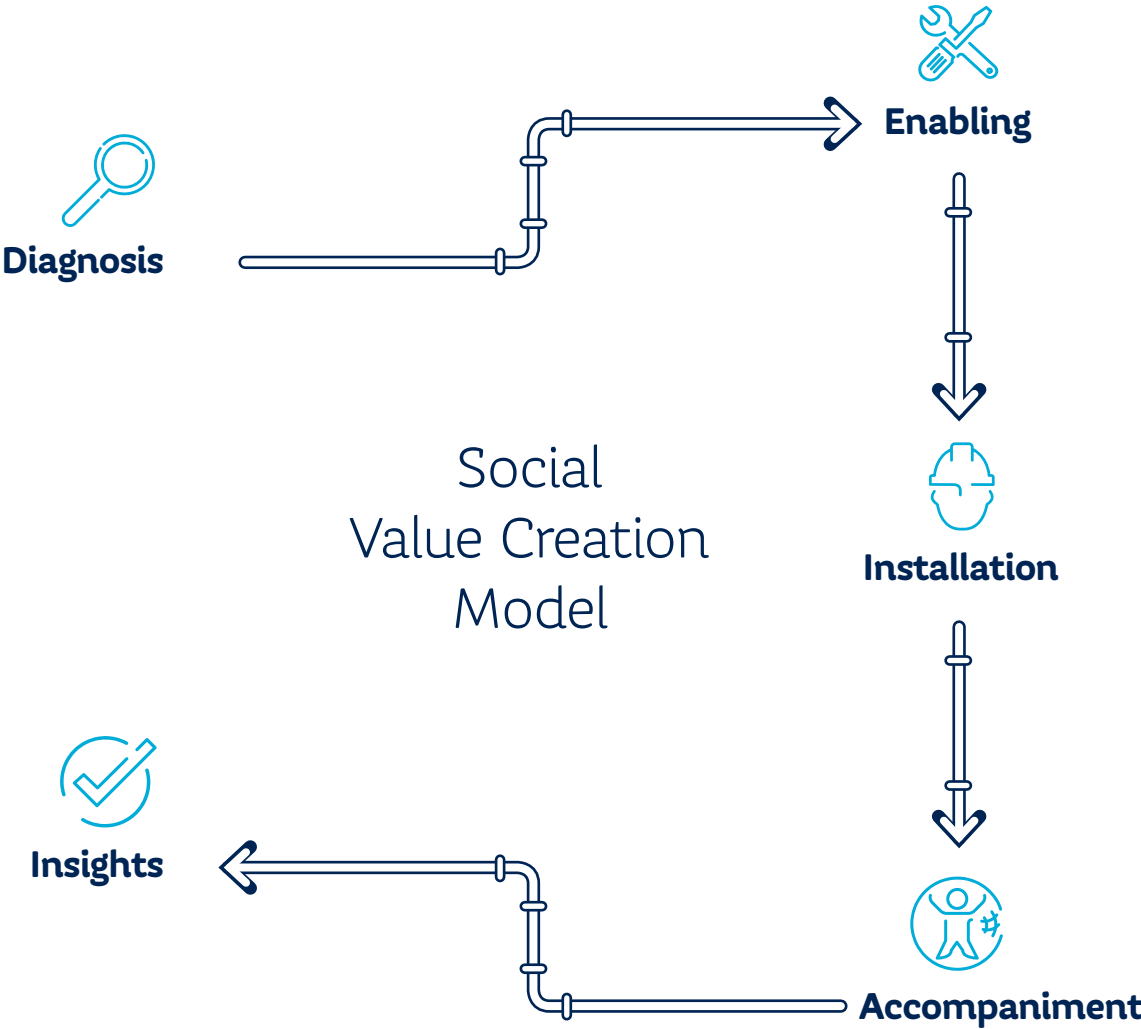 Enabling
Diagnosis
Social
Value Creation
Model
Installation
Insights
Accompaniment